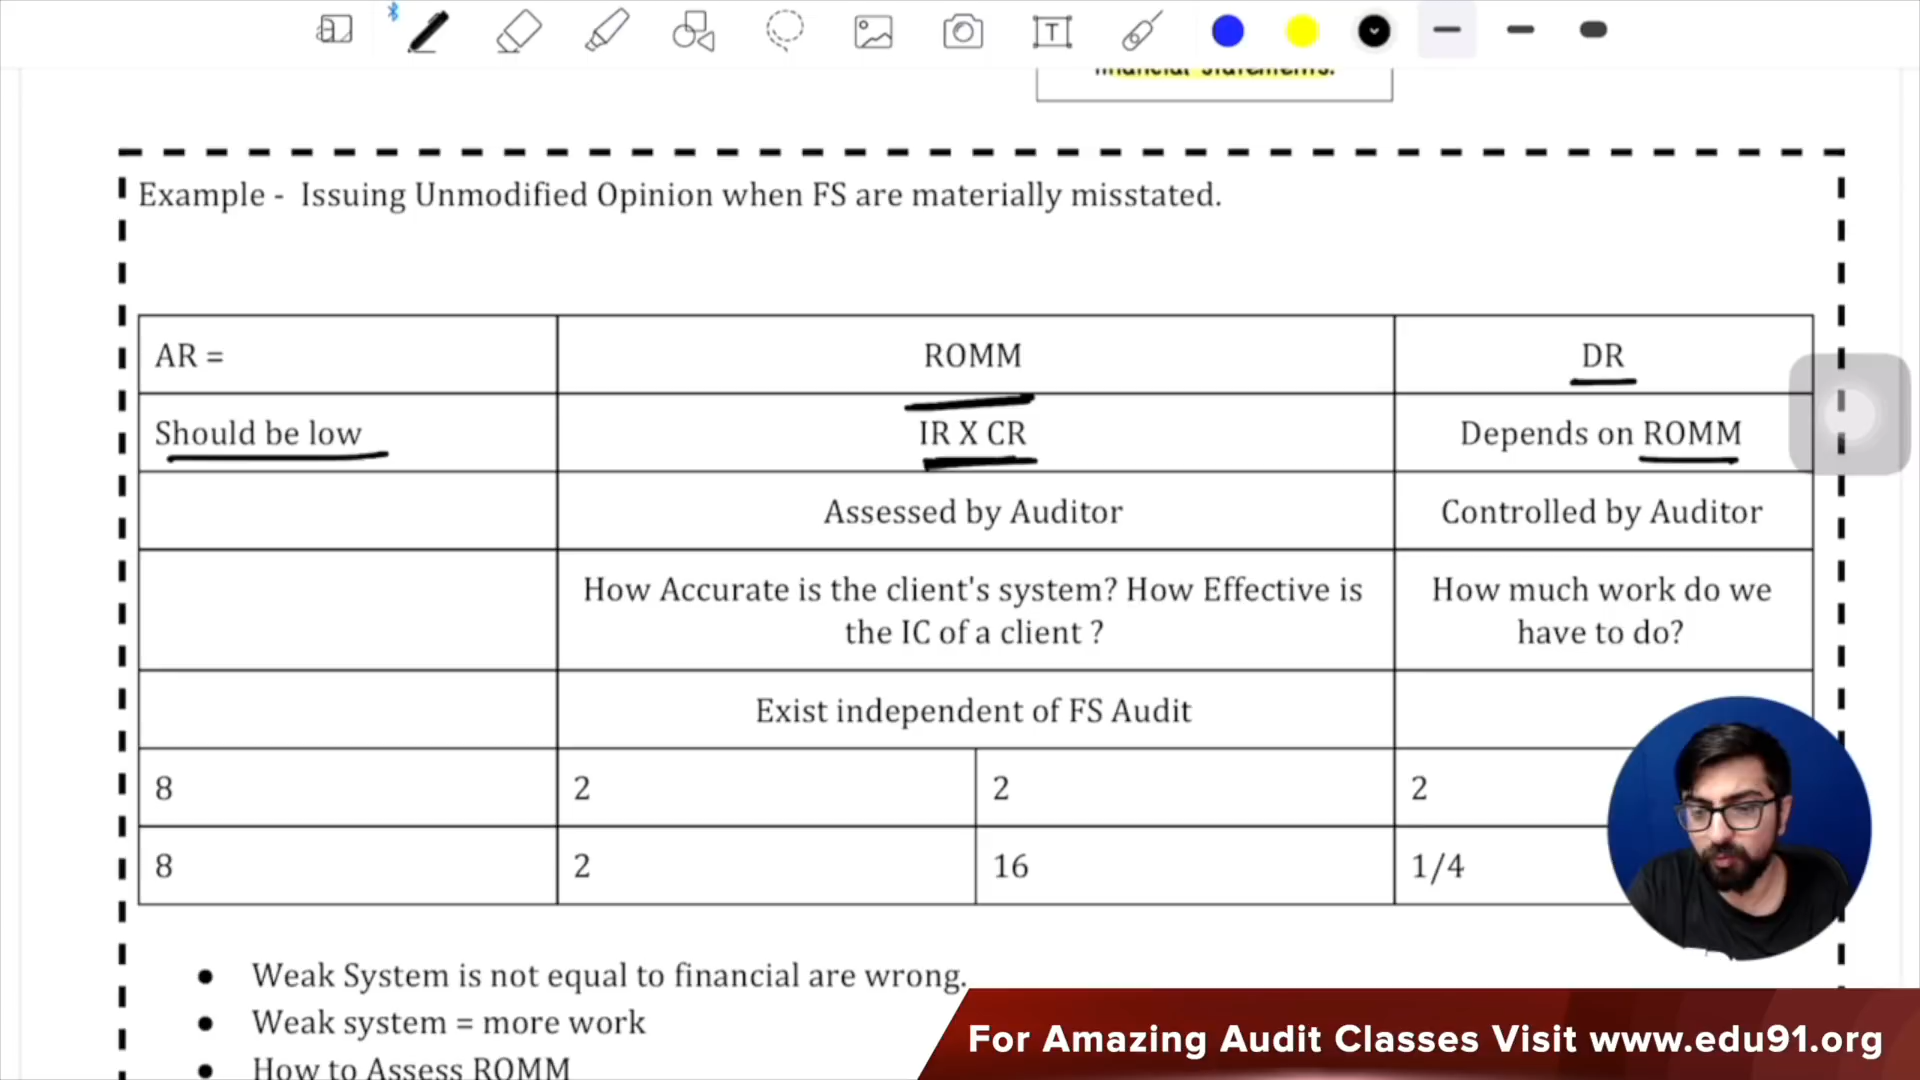 financial statements.
Example - Issuing Unmodified Opinion when FS are materially misstated.
AR =
ROMM
DR
Should be low
IR X CR
Depends on ROMM
Assessed by Auditor
Controlled by Auditor
How Accurate is the client's system? How Effective is
the IC of a client ?
How much work do we
have to do?
Exist independent of FS Audit
8
2
2
2
8
2
16
1/4
● Weak System is not equal to financial are wrong.
● Weak system = more work
● How to Assess ROMM
For Amazing Audit Classes Visit www.edu91.org